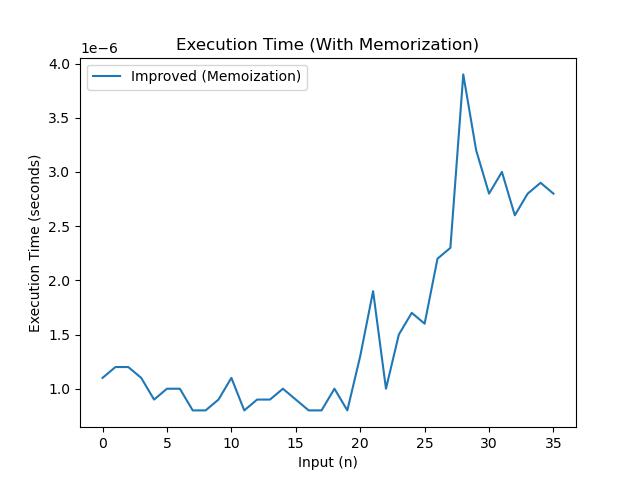 Execution Time (With Memorization)
1e−6
Improved (Memoization)
4.0
3.5
3.0
2.5
2.0
1.5
1.0
Execution Time (seconds)
0 5 10 15 20 25 30 35
Input (n)